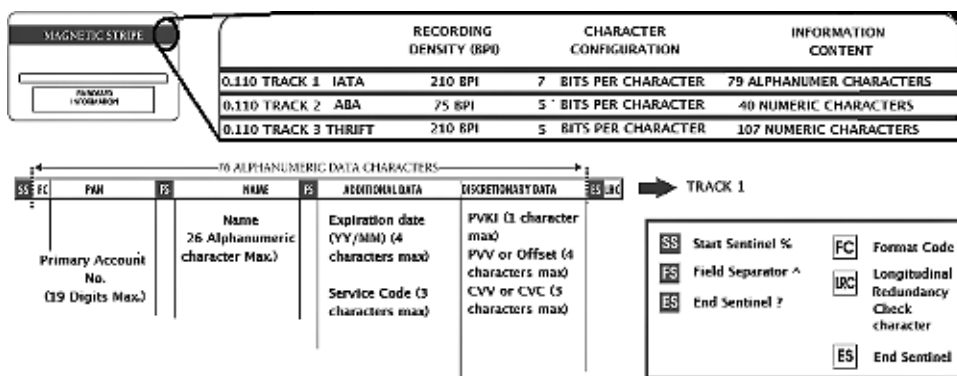 MAGNETIC STRIPE
INFORMATION
RECORDING DENSITY (BPI) CHARACTER CONFIGURATION INFORMATION CONTENT
0.110 TRACK 1 IATA 210 BPI 7 BITS PER CHARACTER 79 ALPHANUMER CHARACTERS
0.110 TRACK 2 ABA 75 BPI 5 BITS PER CHARACTER 40 NUMERIC CHARACTERS
0.110 TRACK 3 THRIFT 210 BPI 5 BITS PER CHARACTER 107 NUMERIC CHARACTERS
76 ALPHANUMERIC DATA CHARACTERS
SS FC PAN FS NAME FS ADDITIONAL DATA DISCRETIONARY DATA ES LRC TRACK 1
Primary Account
No.
(19 Digits Max.)
Name
26 Alphanumeric
character Max.)
Expiration date
(YY/MM) (4
characters max)
Service Code (3
characters max)
PVKI (1 character
max)
PVV or Offset (4
characters max)
CVV or CVC (3
characters max)
SS Start Sentinel %
FS Field Separator ^
ES End Sentinel ?
FC Format Code
LRC Longitudinal
Redundancy
Check
character
ES End Sentinel